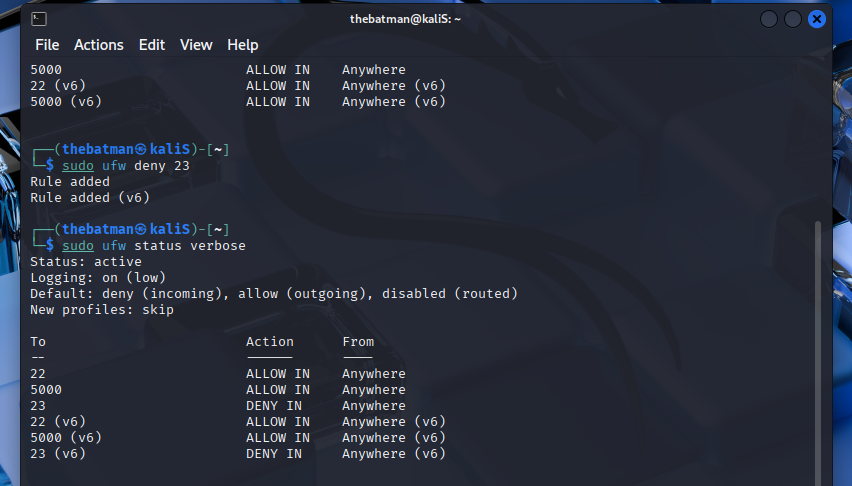 thebatman@kaliS: ~
File Actions Edit View Help
5000 ALLOW IN Anywhere
22 (v6) ALLOW IN Anywhere (v6)
5000 (v6) ALLOW IN Anywhere (v6)
┌──(thebatman㉿kaliS)-[~]
└─$ sudo ufw deny 23
Rule added
Rule added (v6)
┌──(thebatman㉿kaliS)-[~]
└─$ sudo ufw status verbose
Status: active
Logging: on (low)
Default: deny (incoming), allow (outgoing), disabled (routed)
New profiles: skip
To Action From
-- ------ ----
22 ALLOW IN Anywhere
5000 ALLOW IN Anywhere
23 DENY IN Anywhere
22 (v6) ALLOW IN Anywhere (v6)
5000 (v6) ALLOW IN Anywhere (v6)
23 (v6) DENY IN Anywhere (v6)